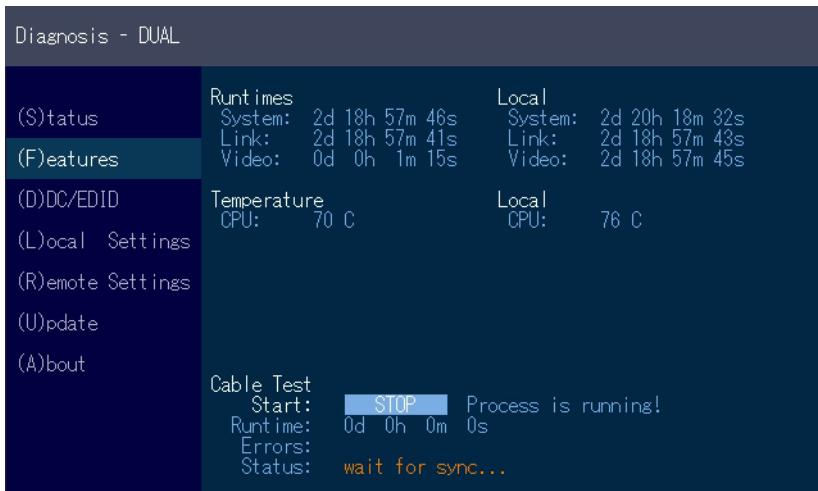 Diagnosis - DUAL
(S)tatus
(F)eatures
(D)DC/EDID
(L)ocal Settings
(R)emote Settings
(U)pdate
(A)bout
Runtimes Local
System: 2d 18h 57m 46s System: 2d 20h 18m 32s
Link: 2d 18h 57m 41s Link: 2d 18h 57m 43s
Video: 0d 0h 1m 15s Video: 2d 18h 57m 45s
Temperature Local
CPU: 70 C CPU: 76 C
Cable Test
Start: STOP Process is running!
Runtime: 0d 0h 0m 0s
Errors:
Status: wait for sync...